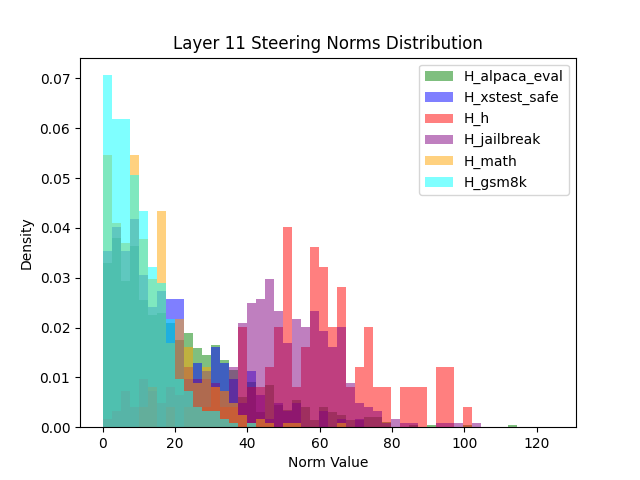 Layer 11 Steering Norms Distribution
0.07
0.06
0.05
0.04
0.03
0.02
0.01
0.00
Density
0 20 40 60 80 100 120
Norm Value
H_alpaca_eval
H_xstest_safe
H_h
H_jailbreak
H_math
H_gsm8k